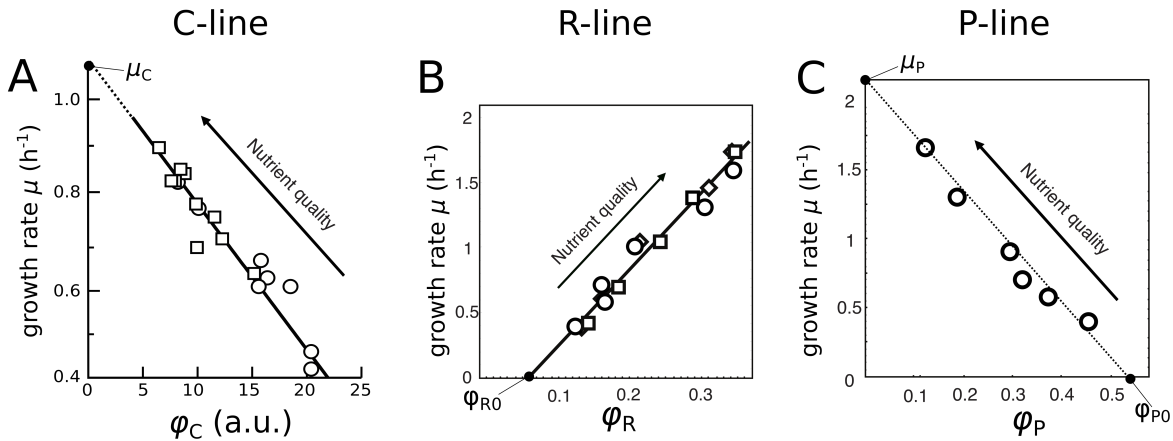 C-line
R-line
P-line
A
μC
1.0
0.8
0.6
0.4
growth rate μ (h-1)
Nutrient quality
0
5
10
15
20
25
φC (a.u.)
B
2
1.5
1
0.5
0
growth rate μ (h-1)
Nutrient quality
φR0
0.1
0.2
0.3
φR
C
μP
2
1.5
1
0.5
0
growth rate μ (h-1)
Nutrient quality
0.1
0.2
0.3
0.4
0.5
φP0
φP